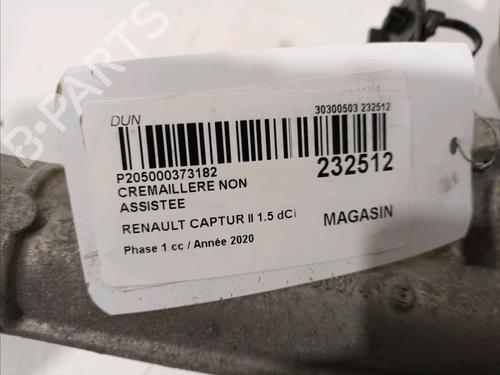 B-PARTS
DUN
30300503 232512
P205000373182
CREMAILLERE NON
ASSISTEE
232512
RENAULT CAPTUR II 1.5 dCi
MAGASIN
Phase 1 cc / Année 2020